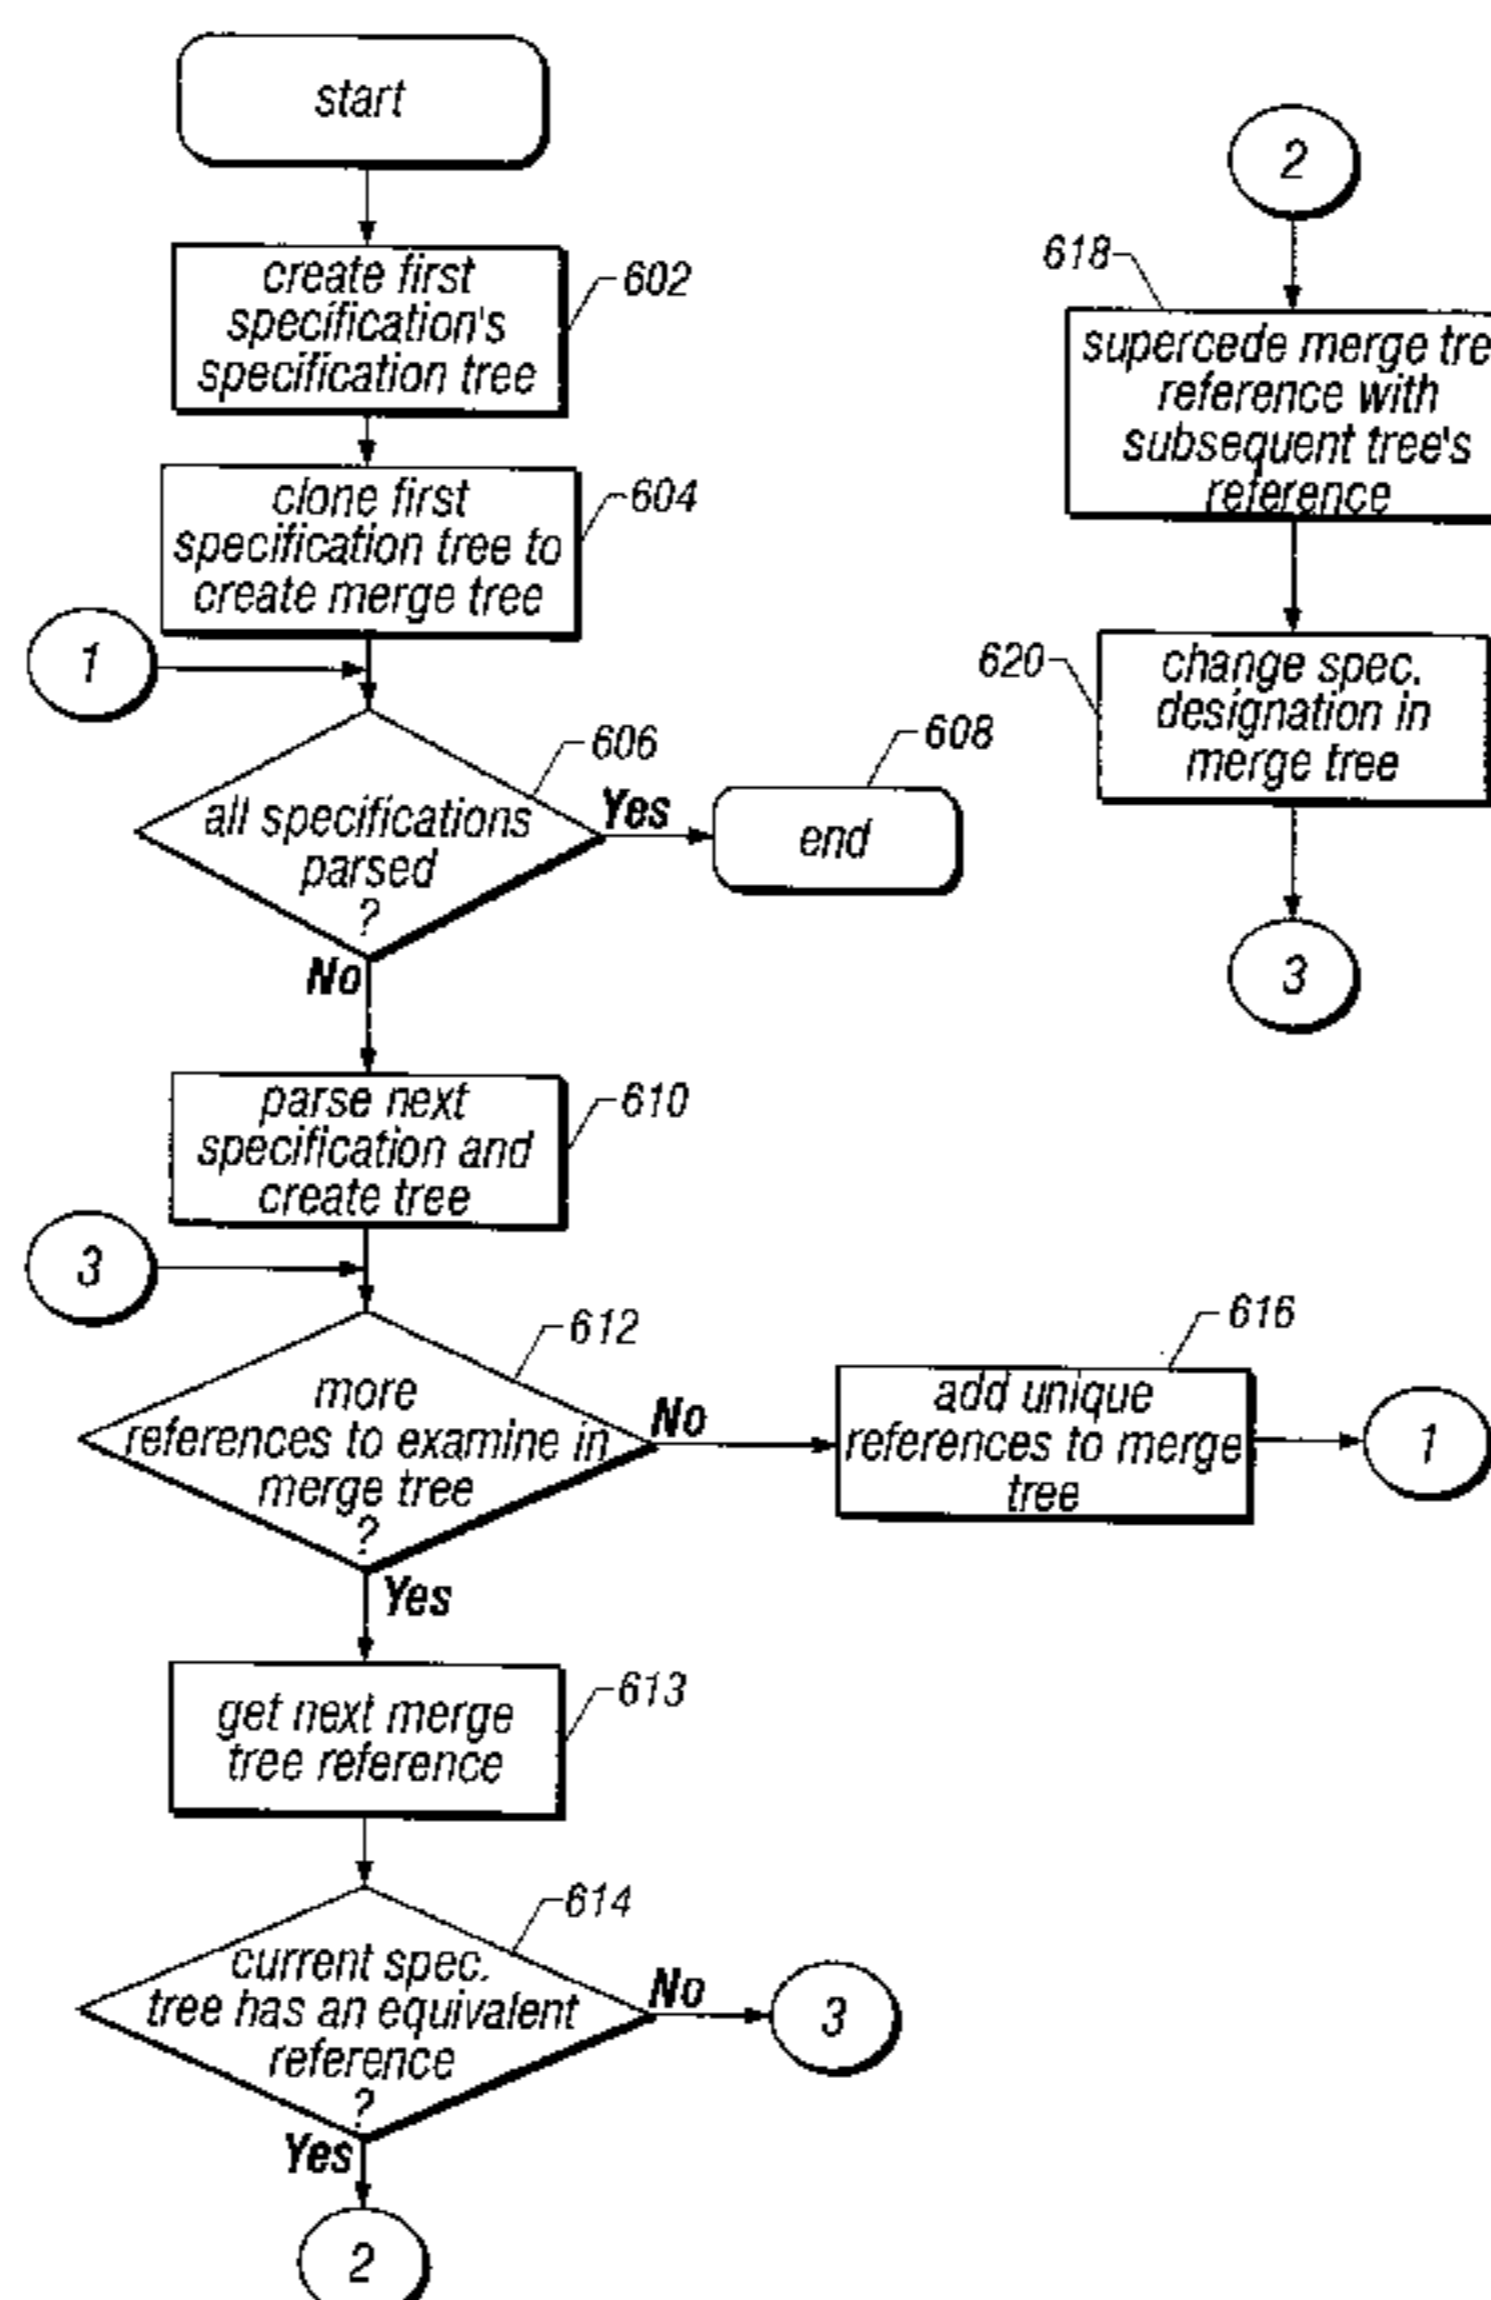 start
create first
specification's
specification tree
602
clone first
specification tree to
create merge tree
604
1
all specifications
parsed
?
606
Yes
end
608
No
parse next
specification and
create tree
610
3
more
references to examine in
merge tree
?
612
No
add unique
references to merge
tree
616
1
Yes
get next merge
tree reference
613
current spec.
tree has an equivalent
reference
?
614
No
3
Yes
2
2
618
supercede merge tre
reference with
subsequent tree's
reference
620
change spec.
designation in
merge tree
3